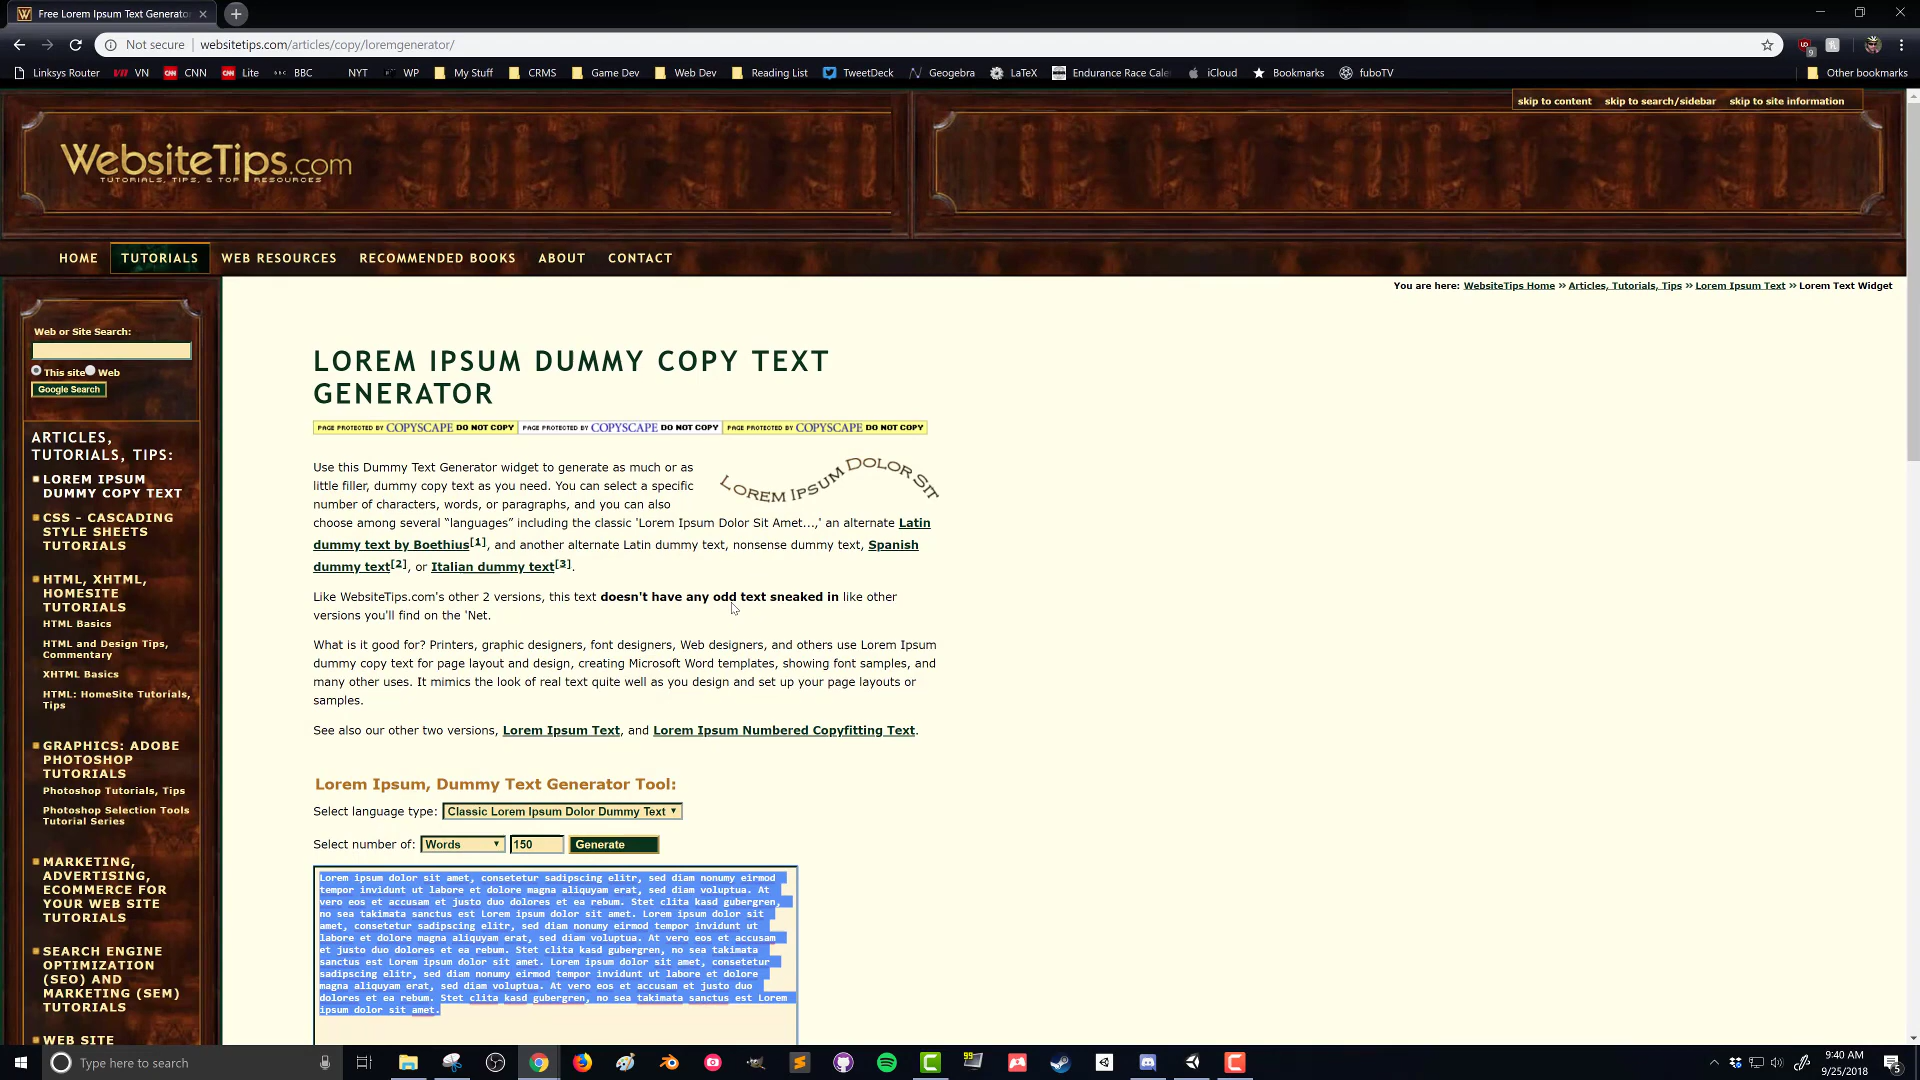 Free Lorem Ipsum Text Generator
Not secure | websitetips.com/articles/copy/loremgenerator/
Linksys Router VN CNN Lite BBC NYT WP My Stuff CRMS Game Dev Web Dev Reading List TweetDeck Geogebra LaTeX Endurance Race Cale iCloud Bookmarks fuboTV Other bookmarks
skip to content skip to search/sidebar skip to site information
WebsiteTips.com
TUTORIALS, TIPS, & TOP RESOURCES
HOME TUTORIALS WEB RESOURCES RECOMMENDED BOOKS ABOUT CONTACT
You are here: WebsiteTips Home » Articles, Tutorials, Tips » Lorem Ipsum Text » Lorem Text Widget
Web or Site Search:
This site Web
Google Search
ARTICLES,
TUTORIALS, TIPS:
LOREM IPSUM
DUMMY COPY TEXT
CSS - CASCADING
STYLE SHEETS
TUTORIALS
HTML, XHTML,
HOMESITE
TUTORIALS
HTML Basics
HTML and Design Tips,
Commentary
XHTML Basics
HTML: HomeSite Tutorials,
Tips
GRAPHICS: ADOBE
PHOTOSHOP
TUTORIALS
Photoshop Tutorials, Tips
Photoshop Selection Tools
Tutorial Series
MARKETING,
ADVERTISING,
ECOMMERCE FOR
YOUR WEB SITE
TUTORIALS
SEARCH ENGINE
OPTIMIZATION
(SEO) AND
MARKETING (SEM)
TUTORIALS
WEB SITE
LOREM IPSUM DUMMY COPY TEXT
GENERATOR
PAGE PROTECTED BY COPYSCAPE DO NOT COPY PAGE PROTECTED BY COPYSCAPE DO NOT COPY PAGE PROTECTED BY COPYSCAPE DO NOT COPY
LOREM IPSUM DOLOR SIT
Use this Dummy Text Generator widget to generate as much or as
little filler, dummy copy text as you need. You can select a specific
number of characters, words, or paragraphs, and you can also
choose among several “languages” including the classic 'Lorem Ipsum Dolor Sit Amet...,' an alternate Latin
dummy text by Boethius[1], and another alternate Latin dummy text, nonsense dummy text, Spanish
dummy text[2], or Italian dummy text[3].
Like WebsiteTips.com's other 2 versions, this text doesn't have any odd text sneaked in like other
versions you'll find on the 'Net.
What is it good for? Printers, graphic designers, font designers, Web designers, and others use Lorem Ipsum
dummy copy text for page layout and design, creating Microsoft Word templates, showing font samples, and
many other uses. It mimics the look of real text quite well as you design and set up your page layouts or
samples.
See also our other two versions, Lorem Ipsum Text, and Lorem Ipsum Numbered Copyfitting Text.
Lorem Ipsum, Dummy Text Generator Tool:
Select language type: Classic Lorem Ipsum Dolor Dummy Text
Select number of: Words 150 Generate
Lorem ipsum dolor sit amet, consetetur sadipscing elitr, sed diam nonumy eirmod
tempor invidunt ut labore et dolore magna aliquyam erat, sed diam voluptua. At
vero eos et accusam et justo duo dolores et ea rebum. Stet clita kasd gubergren,
no sea takimata sanctus est Lorem ipsum dolor sit amet. Lorem ipsum dolor sit
amet, consetetur sadipscing elitr, sed diam nonumy eirmod tempor invidunt ut
labore et dolore magna aliquyam erat, sed diam voluptua. At vero eos et accusam
et justo duo dolores et ea rebum. Stet clita kasd gubergren, no sea takimata
sanctus est Lorem ipsum dolor sit amet. Lorem ipsum dolor sit amet, consetetur
sadipscing elitr, sed diam nonumy eirmod tempor invidunt ut labore et dolore
magna aliquyam erat, sed diam voluptua. At vero eos et accusam et justo duo
dolores et ea rebum. Stet clita kasd gubergren, no sea takimata sanctus est Lorem
ipsum dolor sit amet.
Type here to search
9:40 AM
9/25/2018